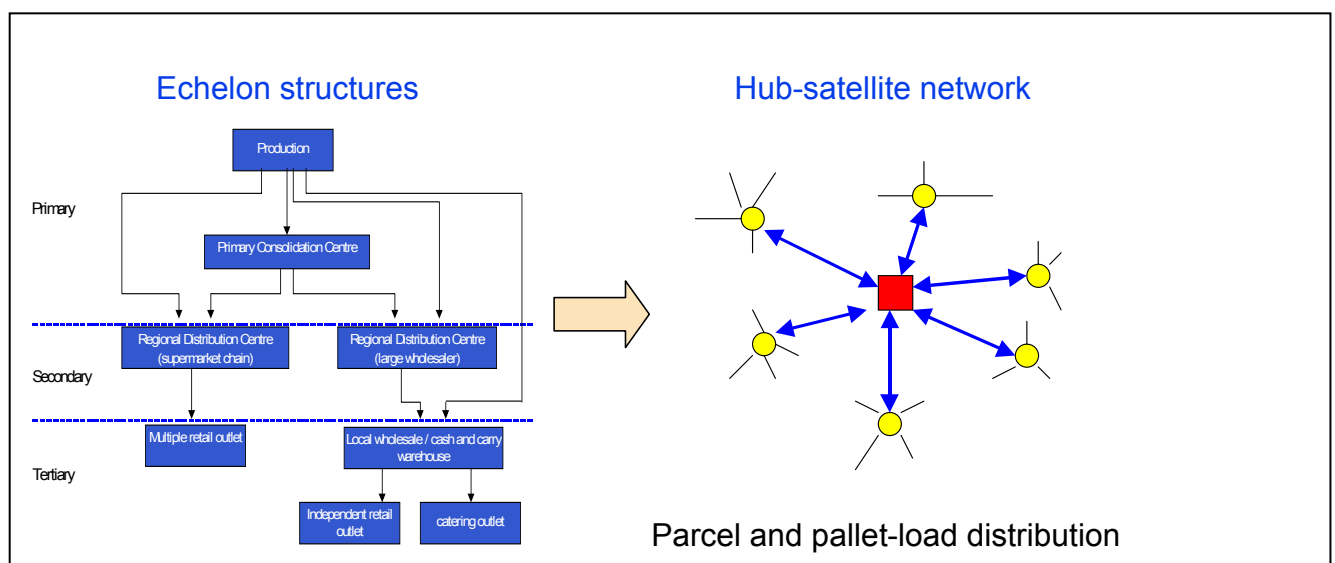 Echelon structures
Hub-satellite network
Production
Primary
Primary Consolidation Centre
Regional Distribution Centre
(supermarket chain)
Regional Distribution Centre
(large wholesaler)
Secondary
Multiple retail outlet
Local wholesale / cash and carry
warehouse
Tertiary
Independent retail
outlet
catering outlet
Parcel and pallet-load distribution